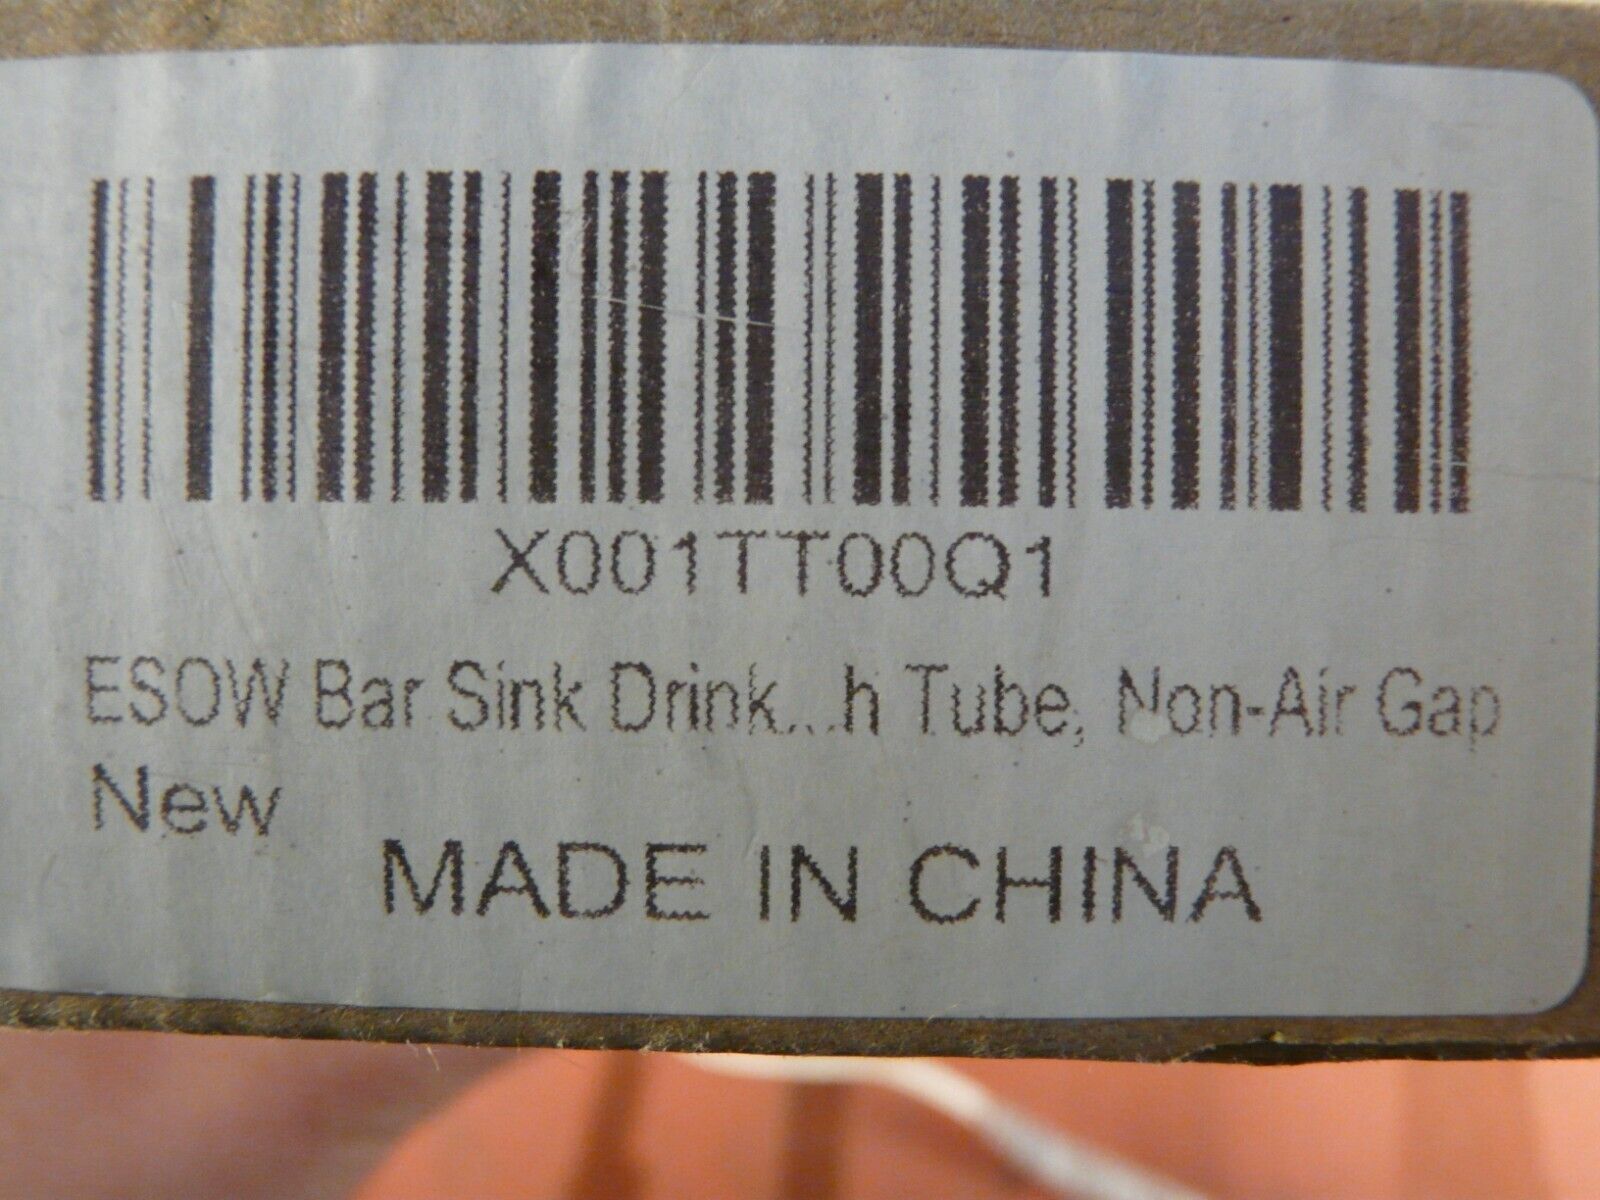 X001TT00Q1
ESOW Bar Sink Drink...h Tube, Non-Air Gap
New
MADE IN CHINA